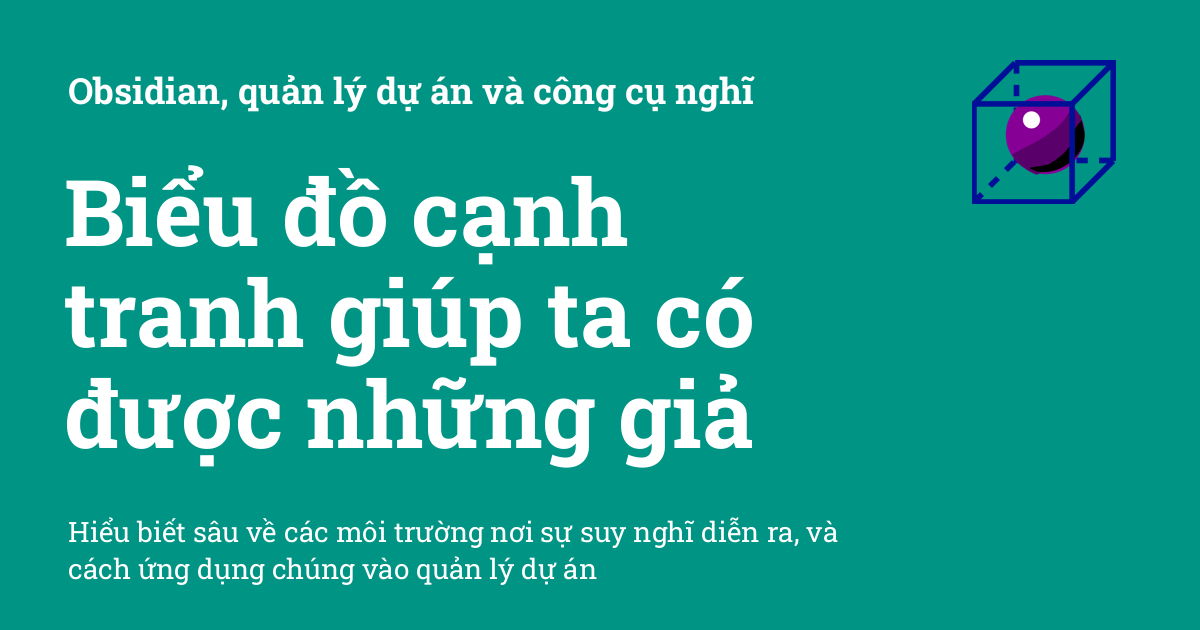 Obsidian, quản lý dự án và công cụ nghĩ
Biểu đồ cạnh
tranh giúp ta có
được những giả
Hiểu biết sâu về các môi trường nơi sự suy nghĩ diễn ra, và
cách ứng dụng chúng vào quản lý dự án